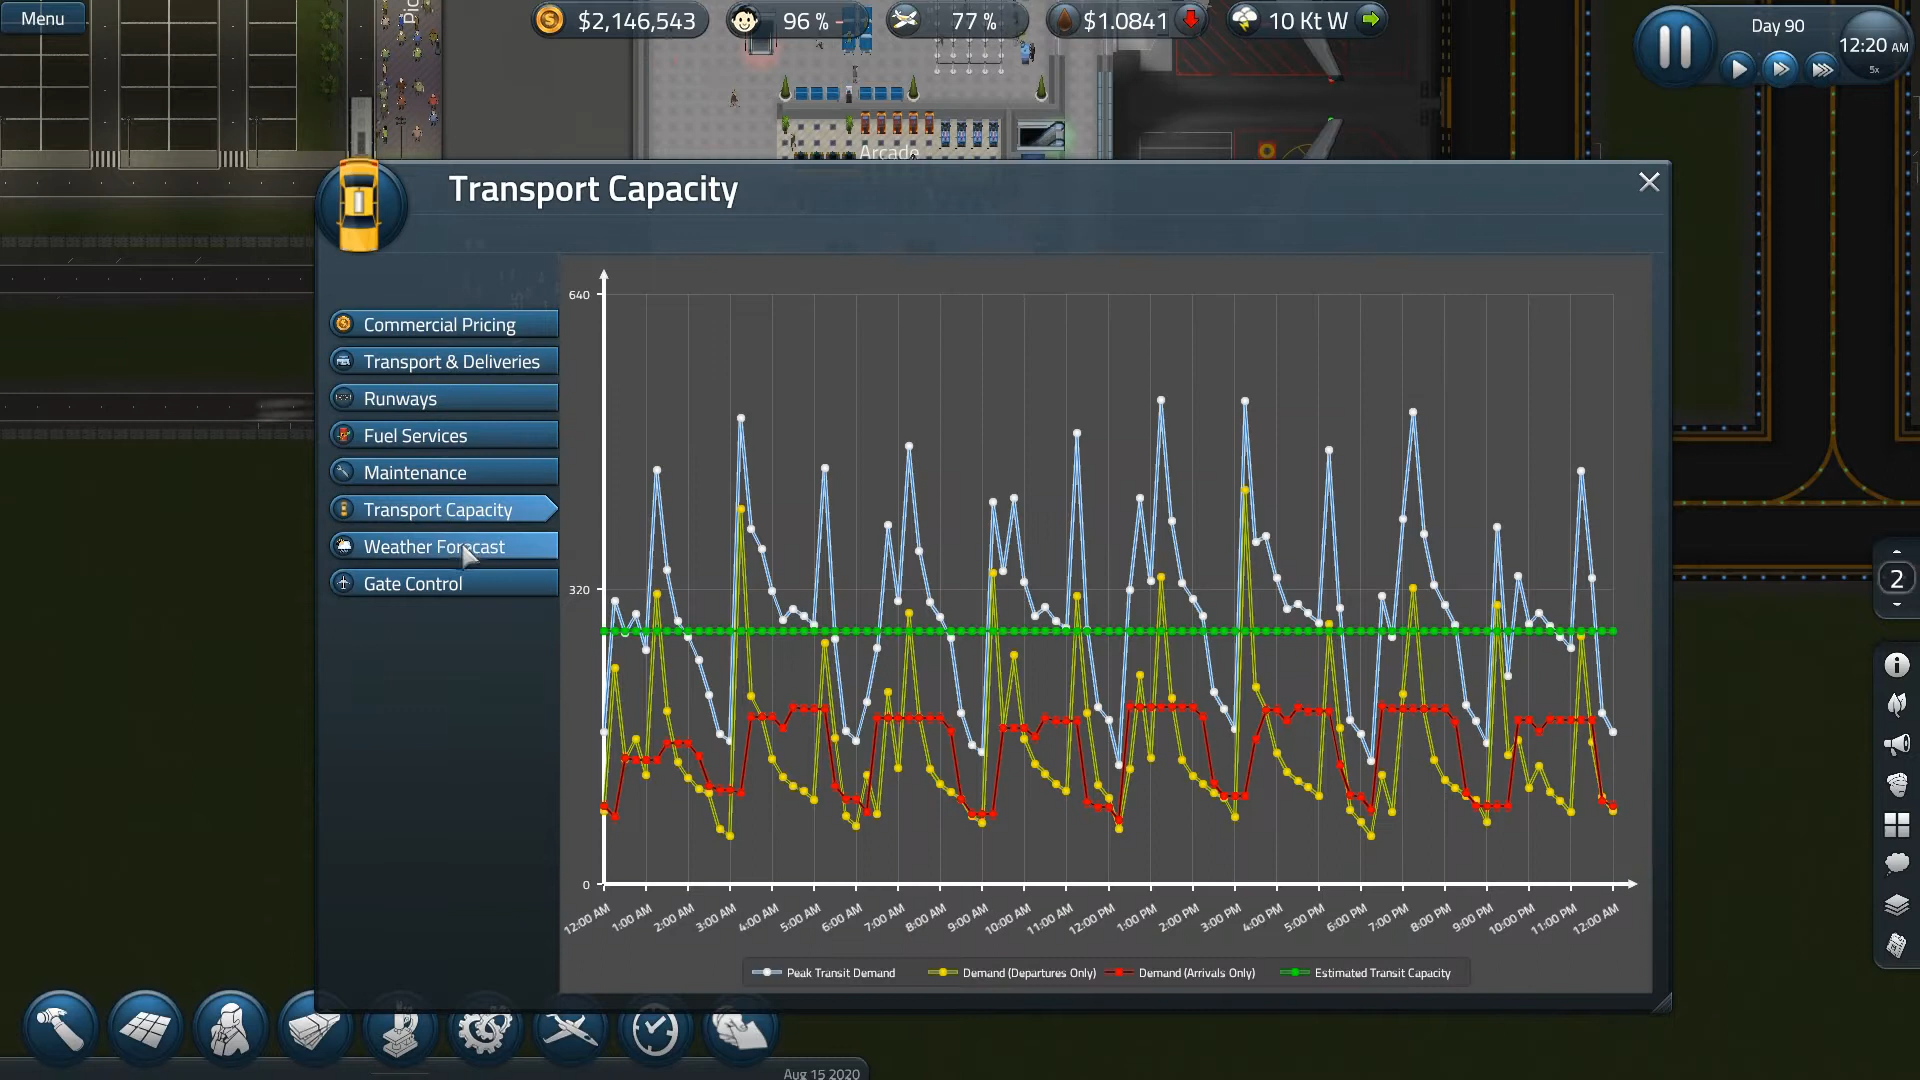 Menu
$2,146,543
96 %
77 %
$1.0841
10 Kt W
Day 90
12:20 AM
5x
Arcade
Transport Capacity
Commercial Pricing
Transport & Deliveries
Runways
Fuel Services
Maintenance
Transport Capacity
Weather Forecast
Gate Control
640
320
0
12:00 AM
1:00 AM
2:00 AM
3:00 AM
4:00 AM
5:00 AM
6:00 AM
7:00 AM
8:00 AM
9:00 AM
10:00 AM
11:00 AM
12:00 PM
1:00 PM
2:00 PM
3:00 PM
4:00 PM
5:00 PM
6:00 PM
7:00 PM
8:00 PM
9:00 PM
10:00 PM
11:00 PM
12:00 AM
Peak Transit Demand
Demand (Departures Only)
Demand (Arrivals Only)
Estimated Transit Capacity
2
Aug 15 2020